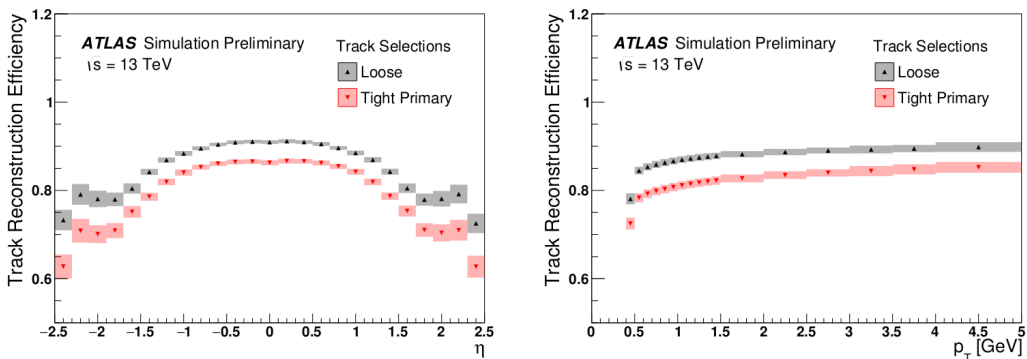 Track Reconstruction Efficiency
1.2
1
0.8
0.6
ATLAS Simulation Preliminary
√s = 13 TeV
Track Selections
Loose
Tight Primary
−2.5 −2 −1.5 −1 −0.5 0 0.5 1 1.5 2 2.5
η
Track Reconstruction Efficiency
1.2
1
0.8
0.6
ATLAS Simulation Preliminary
√s = 13 TeV
Track Selections
Loose
Tight Primary
0 0.5 1 1.5 2 2.5 3 3.5 4 4.5 5
p_T [GeV]